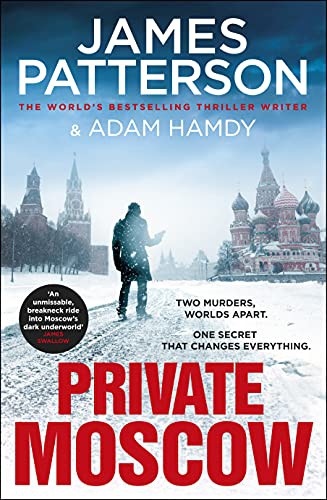 JAMES
PATTERSON
THE WORLD'S BESTSELLING THRILLER WRITER
& ADAM HAMDY
'An
unmissable,
breakneck ride
into Moscow's
dark underworld'
JAMES
SWALLOW
TWO MURDERS,
WORLDS APART.
ONE SECRET
THAT CHANGES EVERYTHING.
PRIVATE
MOSCOW